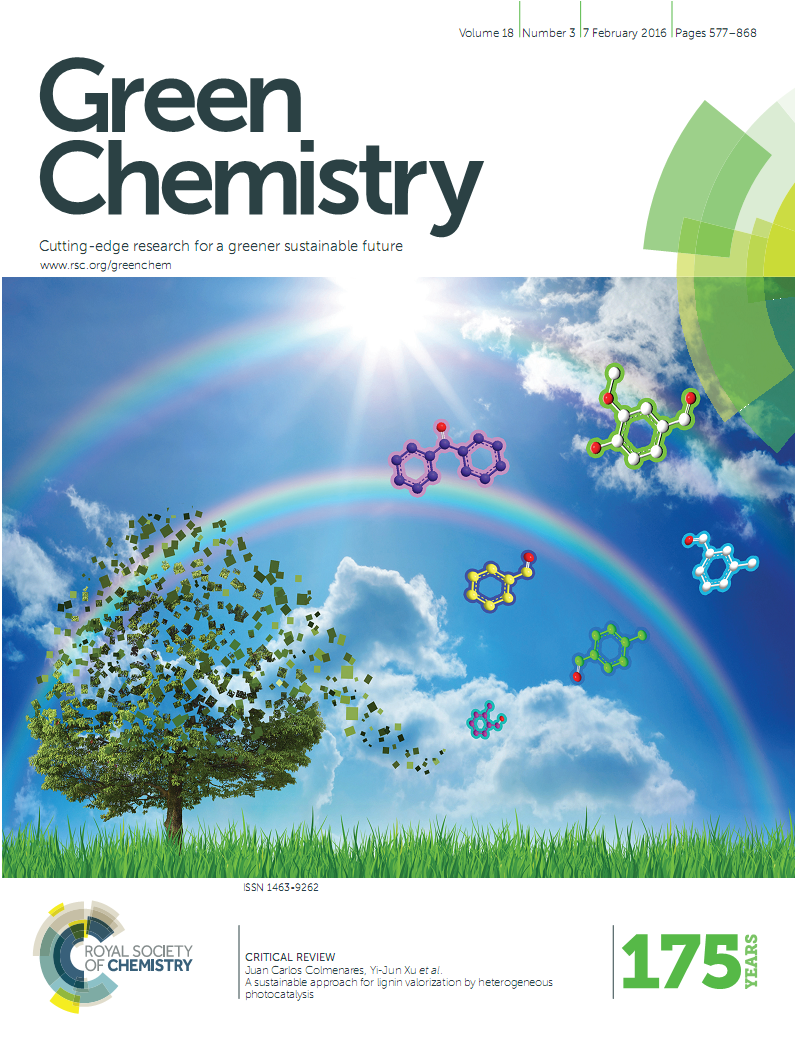 Volume 18 | Number 3 | 7 February 2016 | Pages 577–868
Green
Chemistry
Cutting-edge research for a greener sustainable future
www.rsc.org/greenchem
ISSN 1463-9262
ROYAL SOCIETY
OF CHEMISTRY
CRITICAL REVIEW
Juan Carlos Colmenares, Yi-Jun Xu et al.
A sustainable approach for lignin valorization by heterogeneous
photocatalysis
175
YEARS